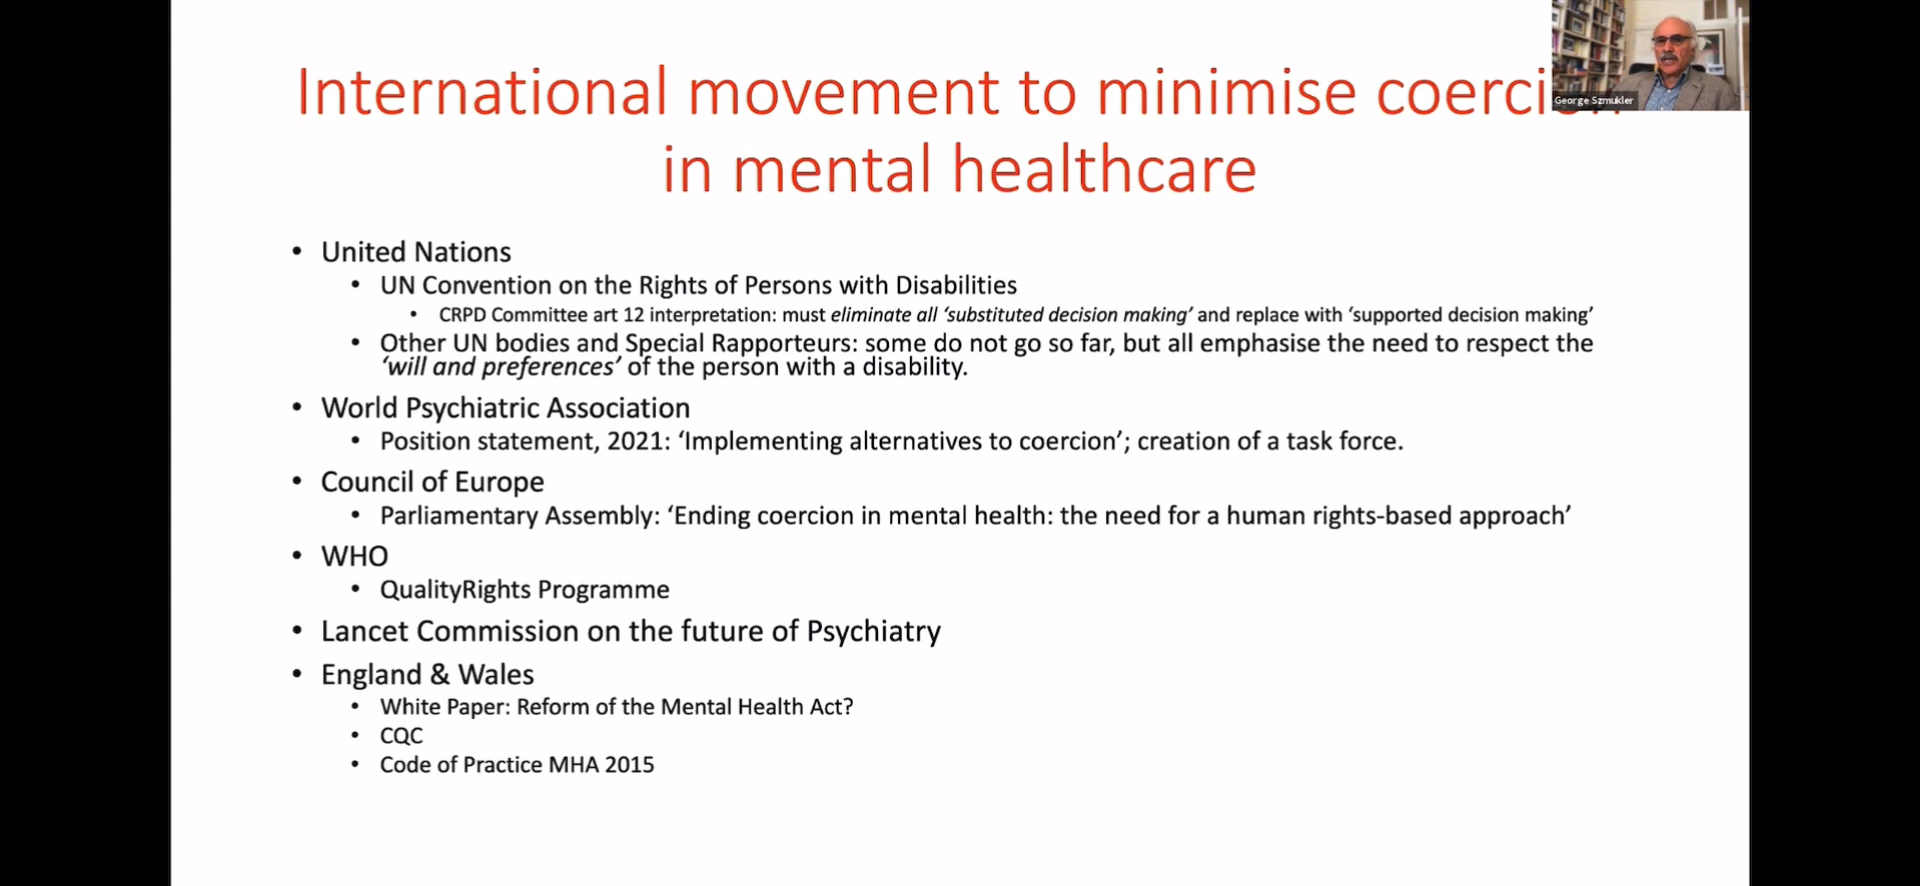 International movement to minimise coercion
George Szmukler
in mental healthcare
• United Nations
• UN Convention on the Rights of Persons with Disabilities
• CRPD Committee art 12 interpretation: must eliminate all ‘substituted decision making’ and replace with ‘supported decision making’
• Other UN bodies and Special Rapporteurs: some do not go so far, but all emphasise the need to respect the
‘will and preferences’ of the person with a disability.
• World Psychiatric Association
• Position statement, 2021: ‘Implementing alternatives to coercion’; creation of a task force.
• Council of Europe
• Parliamentary Assembly: ‘Ending coercion in mental health: the need for a human rights-based approach’
• WHO
• QualityRights Programme
• Lancet Commission on the future of Psychiatry
• England & Wales
• White Paper: Reform of the Mental Health Act?
• CQC
• Code of Practice MHA 2015